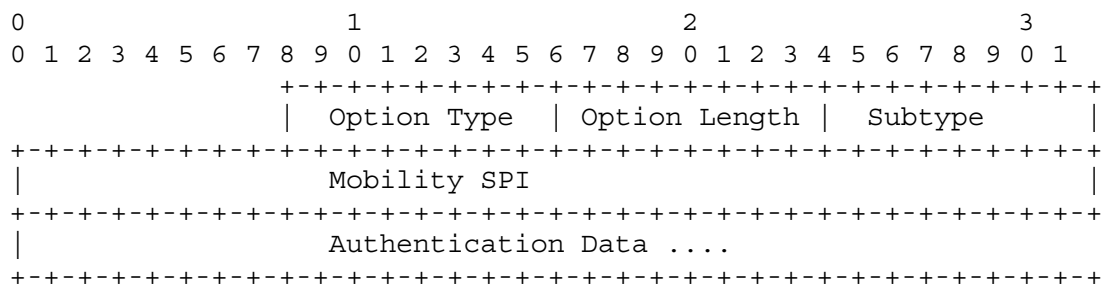 0                   1                   2                   3
0 1 2 3 4 5 6 7 8 9 0 1 2 3 4 5 6 7 8 9 0 1 2 3 4 5 6 7 8 9 0 1
                +-+-+-+-+-+-+-+-+-+-+-+-+-+-+-+-+-+-+-+-+-+-+-+-+
                |  Option Type  | Option Length |  Subtype      |
+-+-+-+-+-+-+-+-+-+-+-+-+-+-+-+-+-+-+-+-+-+-+-+-+-+-+-+-+-+-+-+-+
|                  Mobility SPI                                 |
+-+-+-+-+-+-+-+-+-+-+-+-+-+-+-+-+-+-+-+-+-+-+-+-+-+-+-+-+-+-+-+-+
|                  Authentication Data ....
+-+-+-+-+-+-+-+-+-+-+-+-+-+-+-+-+-+-+-+-+-+-+-+-+-+-+-+-+-+-+-+-+